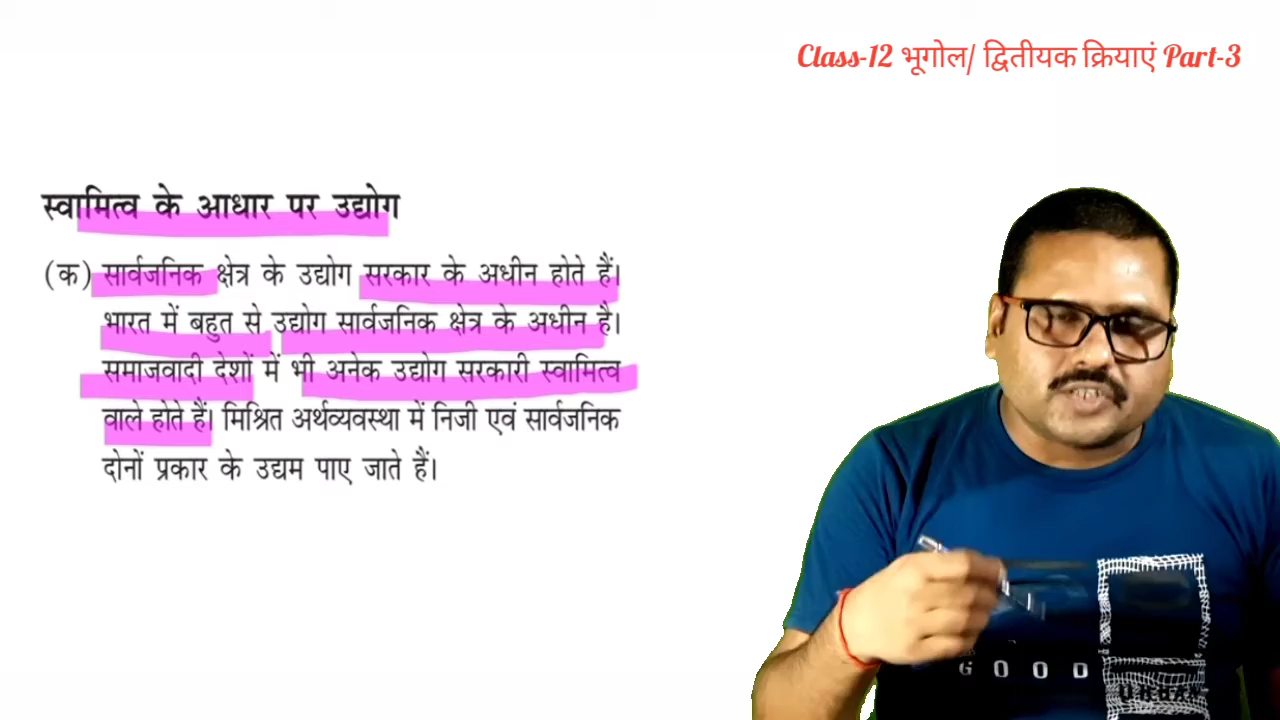 Class-12 भूगोल/ द्वितीयक क्रियाएं Part-3
स्वामित्व के आधार पर उद्योग
(क) सार्वजनिक क्षेत्र के उद्योग सरकार के अधीन होते हैं।
भारत में बहुत से उद्योग सार्वजनिक क्षेत्र के अधीन है।
समाजवादी देशों में भी अनेक उद्योग सरकारी स्वामित्व
वाले होते हैं। मिश्रित अर्थव्यवस्था में निजी एवं सार्वजनिक
दोनों प्रकार के उद्यम पाए जाते हैं।
GOOD